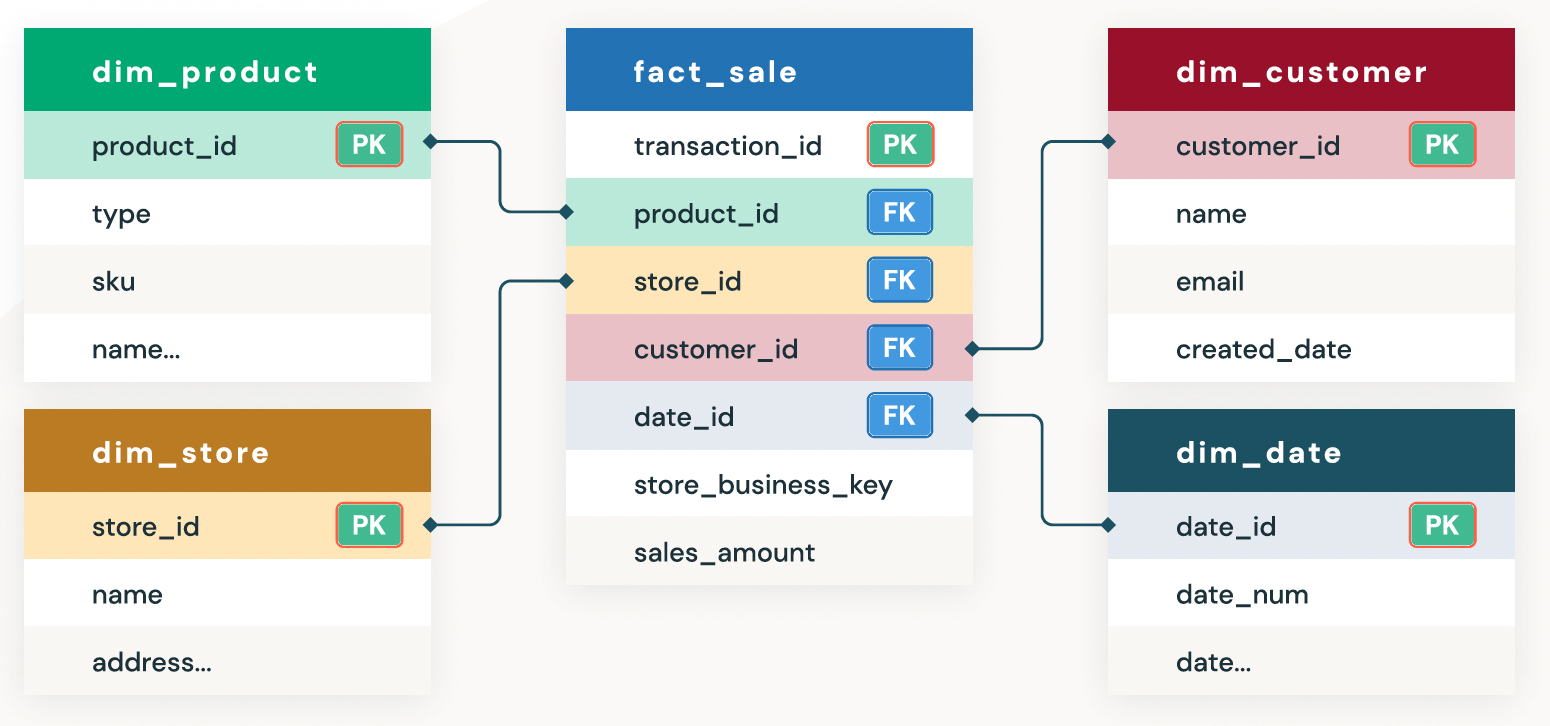 dim_product
product_id PK
type
sku
name...
dim_store
store_id PK
name
address...
fact_sale
transaction_id PK
product_id FK
store_id FK
customer_id FK
date_id FK
store_business_key
sales_amount
dim_customer
customer_id PK
name
email
created_date
dim_date
date_id PK
date_num
date...